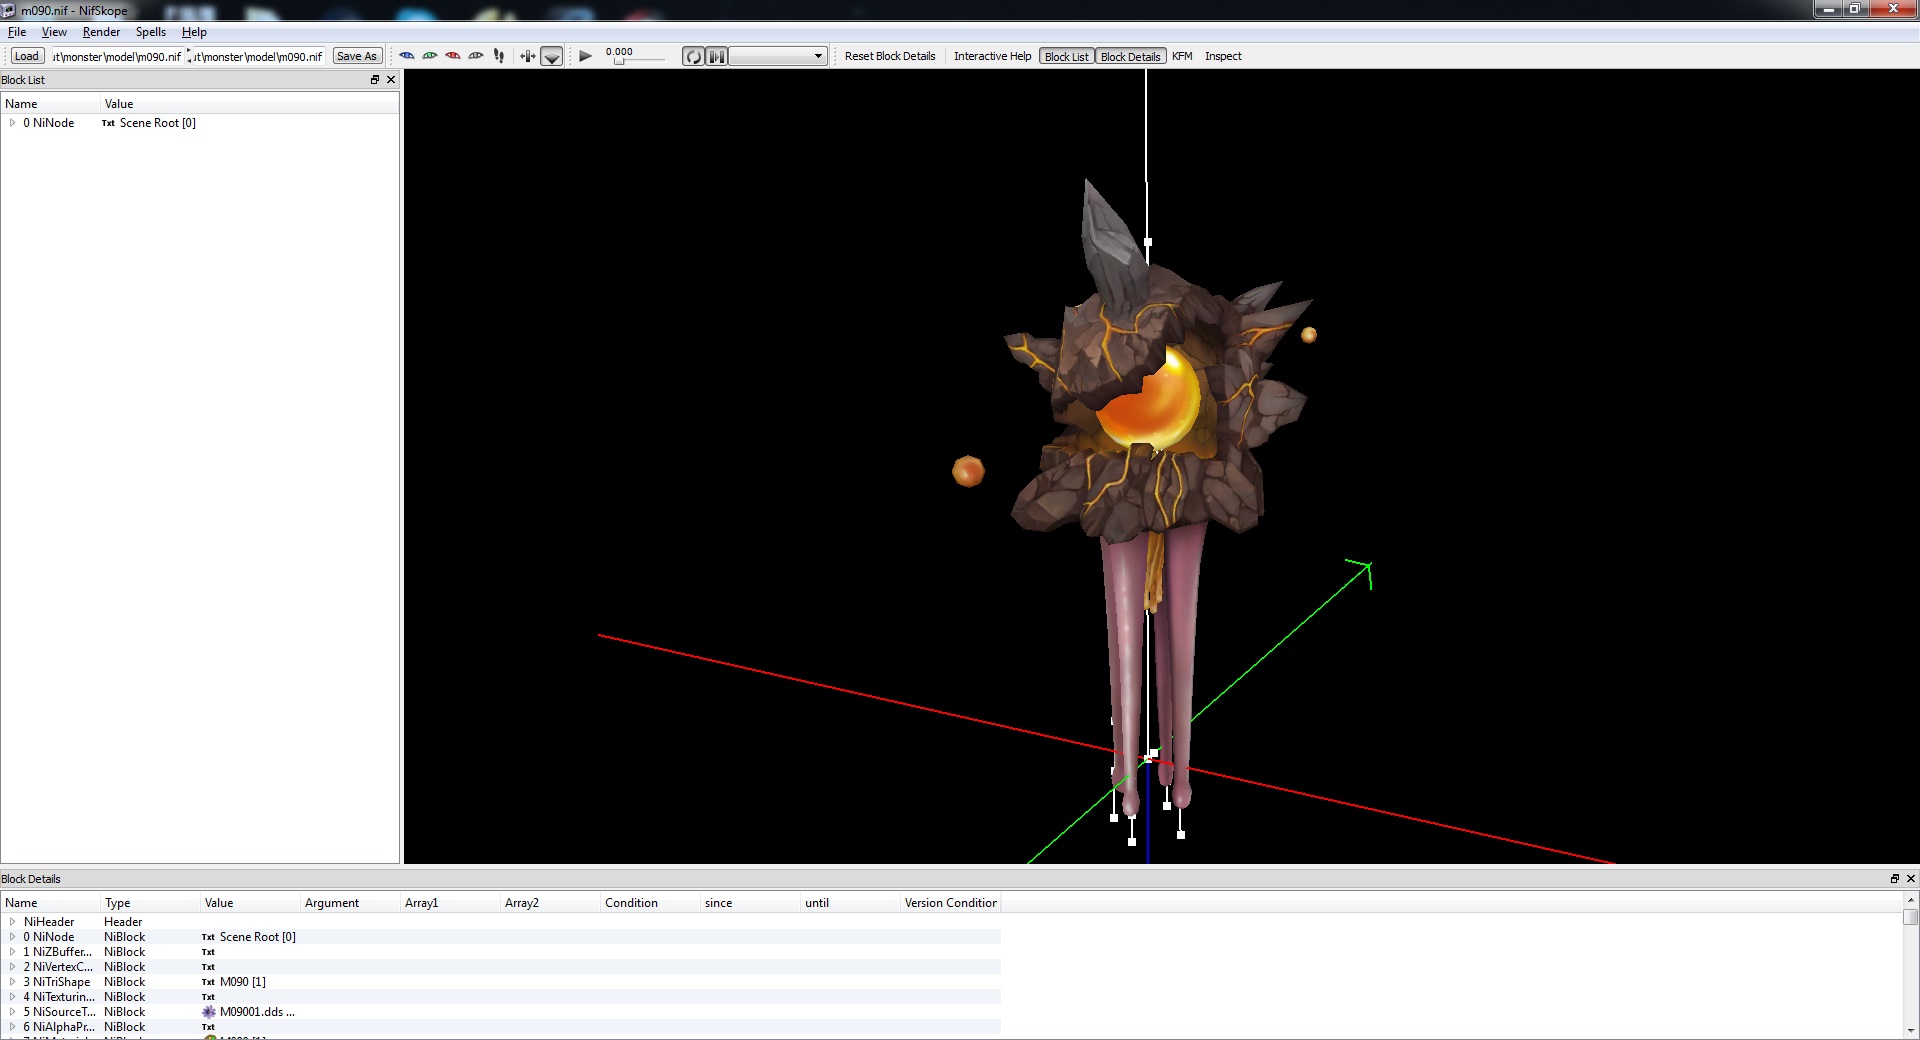 m090.nif - NifSkope
File View Render Spells Help
Load ıt\monster\model\m090.nif ıt\monster\model\m090.nif Save As 0.000 Reset Block Details Interactive Help Block List Block Details KFM Inspect
Block List
Name Value
0 NiNode Txt Scene Root [0]
Block Details
Name Type Value Argument Array1 Array2 Condition since until Version Condition
NiHeader Header
0 NiNode NiBlock Txt Scene Root [0]
1 NiZBuffer... NiBlock Txt
2 NiVertexC... NiBlock Txt
3 NiTriShape NiBlock Txt M090 [1]
4 NiTexturin... NiBlock Txt
5 NiSourceT... NiBlock M09001.dds ...
6 NiAlphaPr... NiBlock Txt